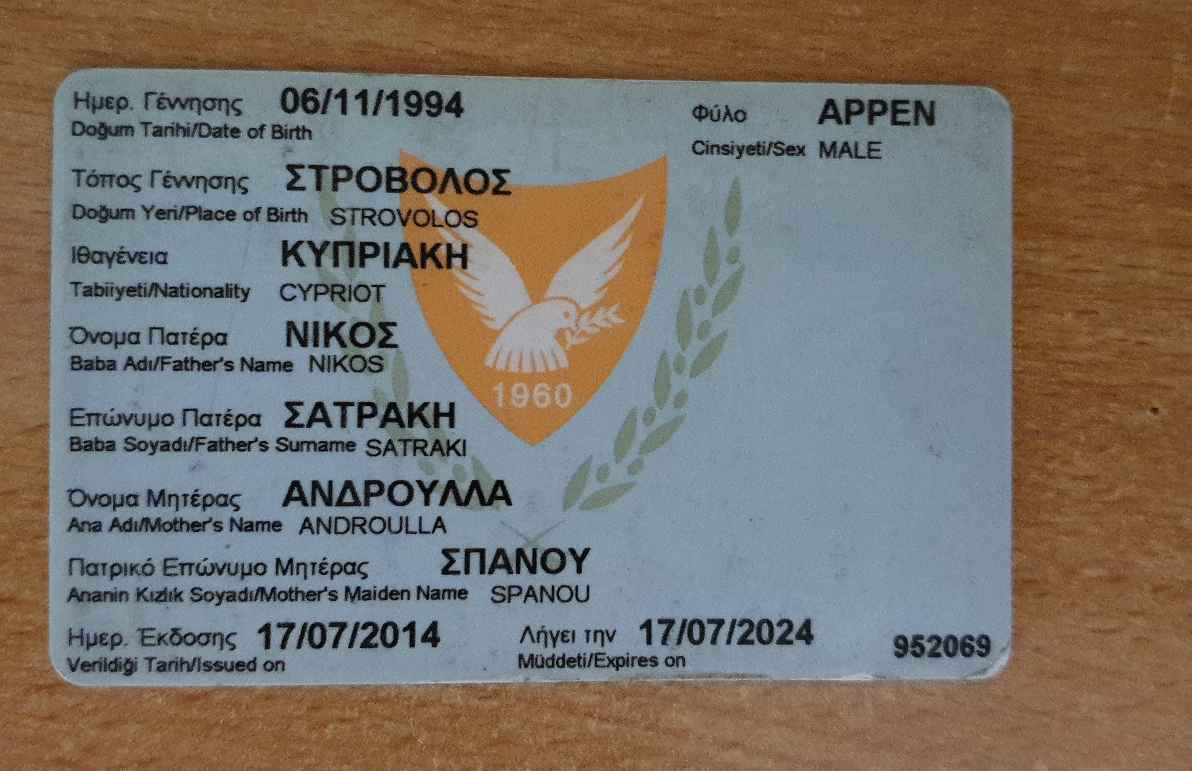 Ημερ. Γέννησης 06/11/1994
Doğum Tarihi/Date of Birth
Φύλο ΑΡΡΕΝ
Cinsiyeti/Sex MALE
Τόπος Γέννησης ΣΤΡΟΒΟΛΟΣ
Doğum Yeri/Place of Birth STROVOLOS
Ιθαγένεια ΚΥΠΡΙΑΚΗ
Tabiiyeti/Nationality CYPRIOT
Όνομα Πατέρα ΝΙΚΟΣ
Baba Adı/Father's Name NIKOS
1960
Επώνυμο Πατέρα ΣΑΤΡΑΚΗ
Baba Soyadı/Father's Surname SATRAKI
Όνομα Μητέρας ΑΝΔΡΟΥΛΛΑ
Ana Adı/Mother's Name ANDROULLA
Πατρικό Επώνυμο Μητέρας ΣΠΑΝΟΥ
Ananin Kızlık Soyadı/Mother's Maiden Name SPANOU
Ημερ. Έκδοσης 17/07/2014 Λήγει την 17/07/2024
Verildiği Tarih/Issued on Müddeti/Expires on
952069